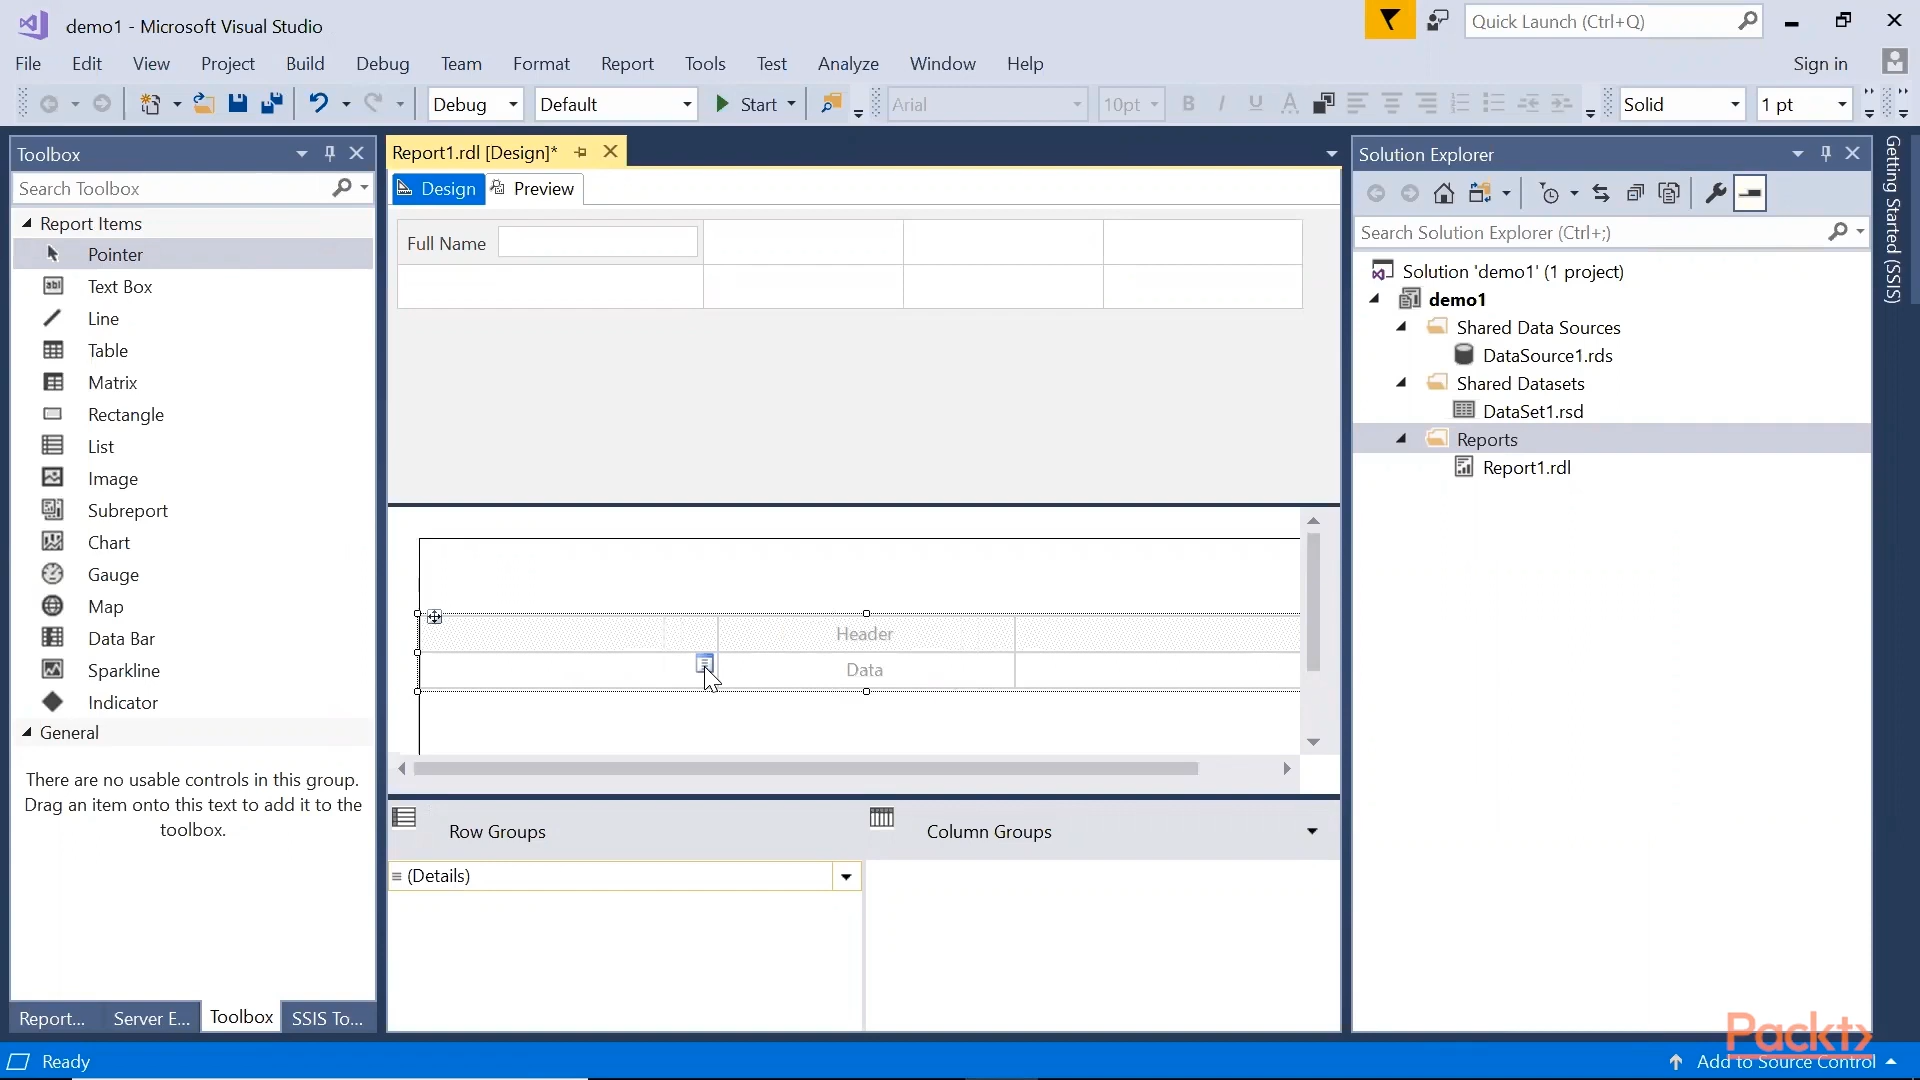 demo1 - Microsoft Visual Studio
Quick Launch (Ctrl+Q)
File Edit View Project Build Debug Team Format Report Tools Test Analyze Window Help
Sign in
Debug Default Start Arial 10pt Solid 1 pt
Toolbox
Search Toolbox
Report Items
Pointer
Text Box
Line
Table
Matrix
Rectangle
List
Image
Subreport
Chart
Gauge
Map
Data Bar
Sparkline
Indicator
General
There are no usable controls in this group.
Drag an item onto this text to add it to the
toolbox.
Report... Server E... Toolbox SSIS To...
Report1.rdl [Design]*
Design Preview
Full Name
Header
Data
Row Groups
Column Groups
(Details)
Solution Explorer
Search Solution Explorer (Ctrl+;)
Solution 'demo1' (1 project)
demo1
Shared Data Sources
DataSource1.rds
Shared Datasets
DataSet1.rsd
Reports
Report1.rdl
Getting Started (SSIS)
Packt>
Ready
Add to Source Control